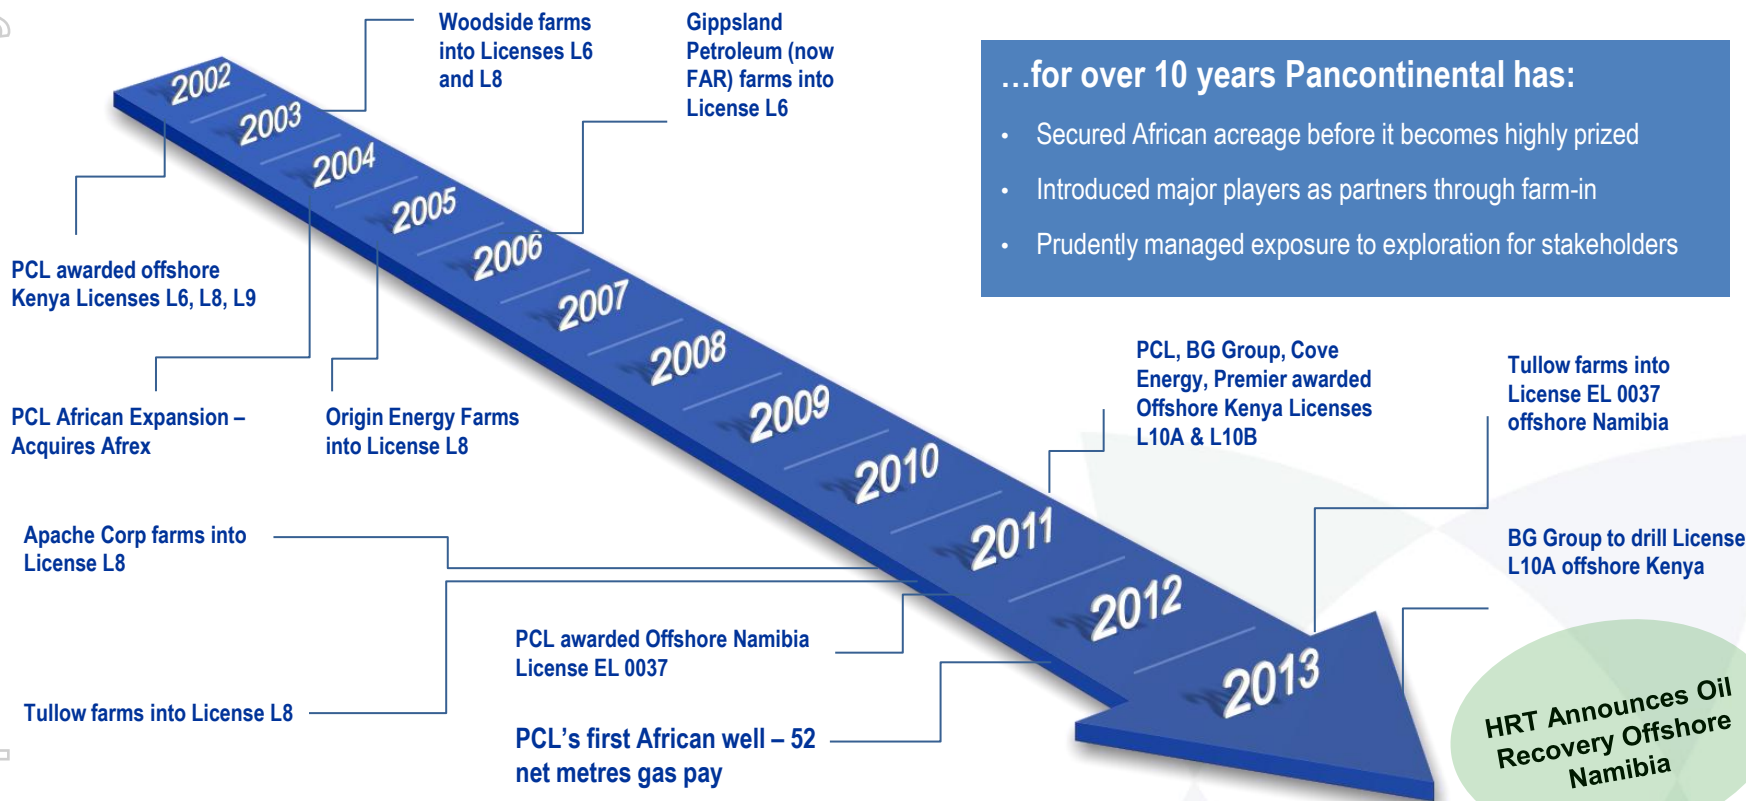 Woodside farms
into Licenses L6
and L8
Gippsland
Petroleum (now
FAR) farms into
License L6
…for over 10 years Pancontinental has:
• Secured African acreage before it becomes highly prized
• Introduced major players as partners through farm-in
• Prudently managed exposure to exploration for stakeholders
2002
2003
2004
2005
2006
2007
2008
2009
2010
2011
2012
2013
PCL awarded offshore
Kenya Licenses L6, L8, L9
PCL African Expansion –
Acquires Afrex
Origin Energy Farms
into License L8
PCL, BG Group, Cove
Energy, Premier awarded
Offshore Kenya Licenses
L10A & L10B
Tullow farms into
License EL 0037
offshore Namibia
Apache Corp farms into
License L8
BG Group to drill License
L10A offshore Kenya
PCL awarded Offshore Namibia
License EL 0037
Tullow farms into License L8
PCL’s first African well – 52
net metres gas pay
HRT Announces Oil
Recovery Offshore
Namibia